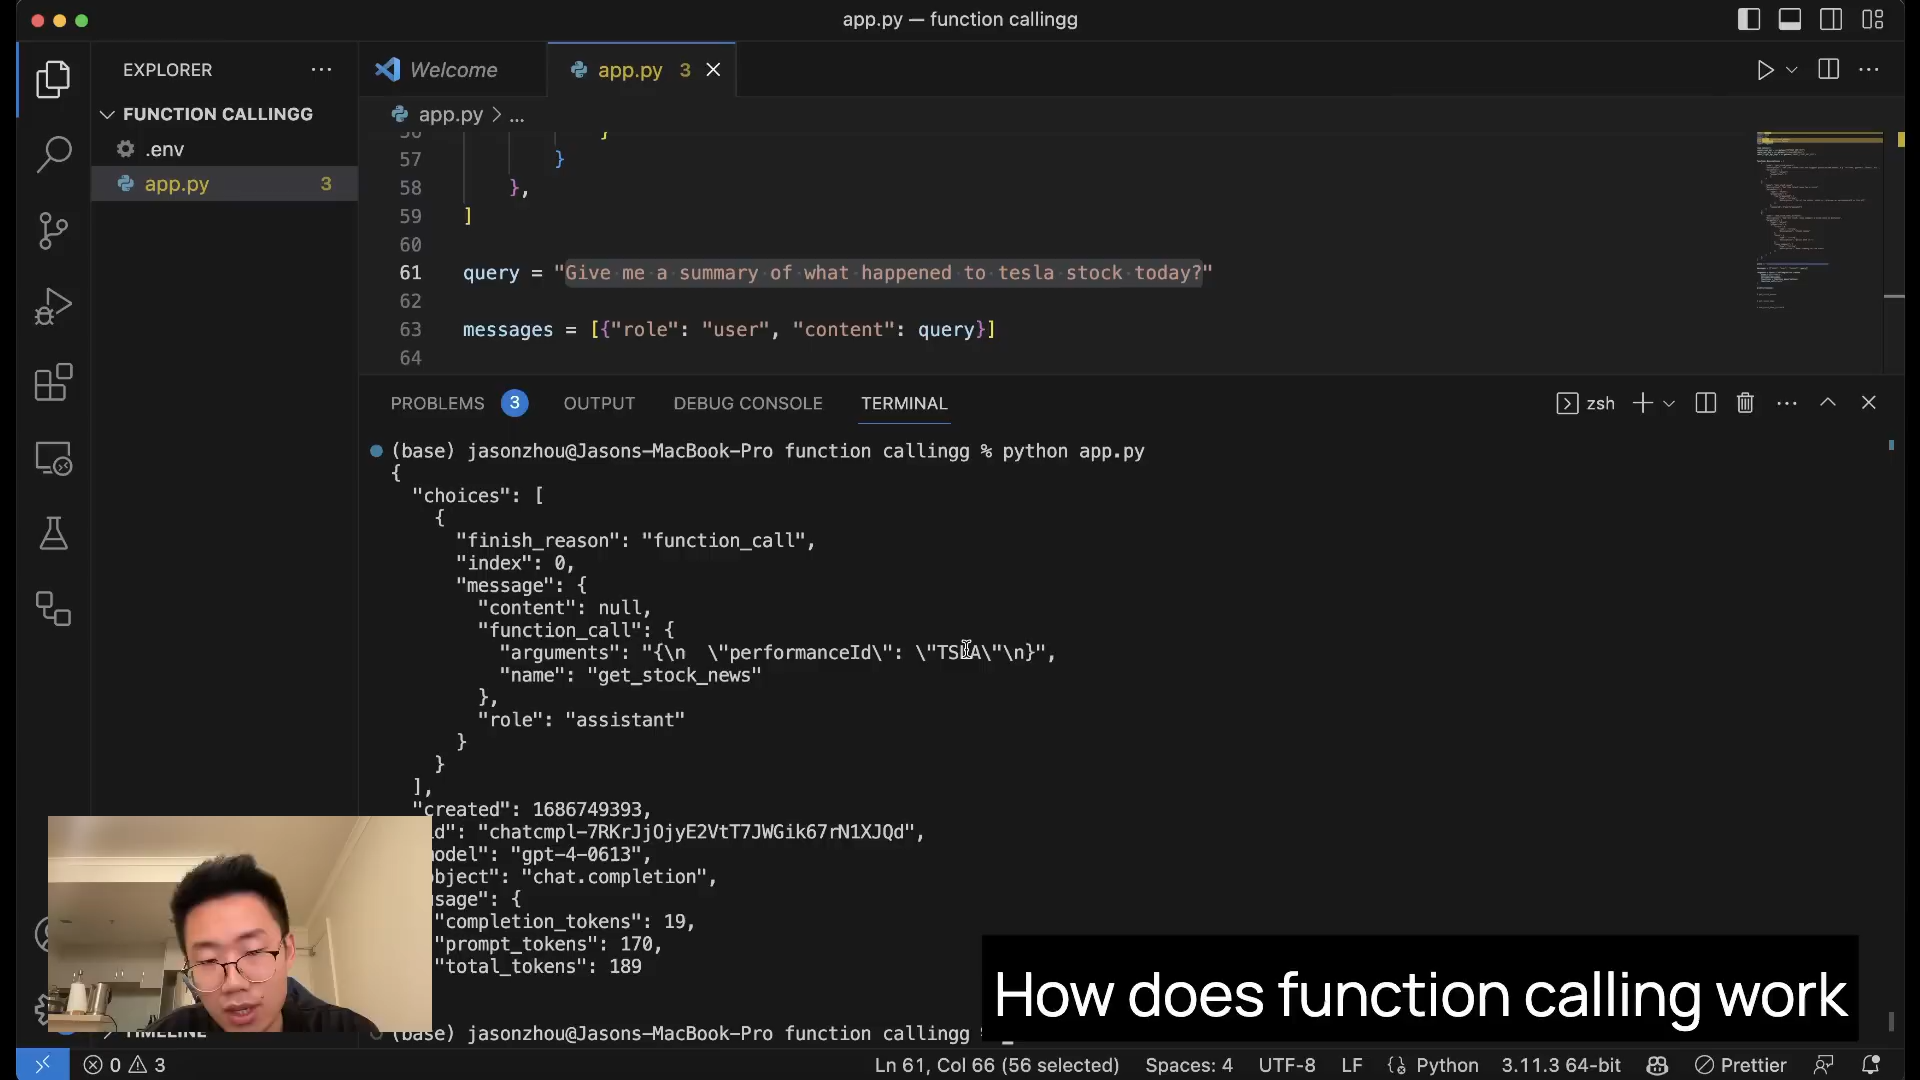 app.py — function callingg
EXPLORER
Welcome
app.py 3
FUNCTION CALLINGG
app.py > ...
.env
app.py 3
57 }
58 },
59 ]
60
61 query = "Give me a summary of what happened to tesla stock today?"
62
63 messages = [{"role": "user", "content": query}]
64
PROBLEMS 3 OUTPUT DEBUG CONSOLE TERMINAL
zsh
(base) jasonzhou@Jasons-MacBook-Pro function callingg % python app.py
{
"choices": [
{
"finish_reason": "function_call",
"index": 0,
"message": {
"content": null,
"function_call": {
"arguments": "{\n  \"performanceId\": \"TSLA\"\n}",
"name": "get_stock_news"
},
"role": "assistant"
}
}
],
"created": 1686749393,
"chatcmpl-7RKrJjOjyE2VtT7JWGik67rN1XJQd",
"gpt-4-0613",
"chat.completion",
{
"completion_tokens": 19,
"prompt_tokens": 170,
"total_tokens": 189
How does function calling work
TIMELINE
(base) jasonzhou@Jasons-MacBook-Pro function callingg
0 3
Ln 61, Col 66 (56 selected) Spaces: 4 UTF-8 LF {} Python 3.11.3 64-bit Prettier